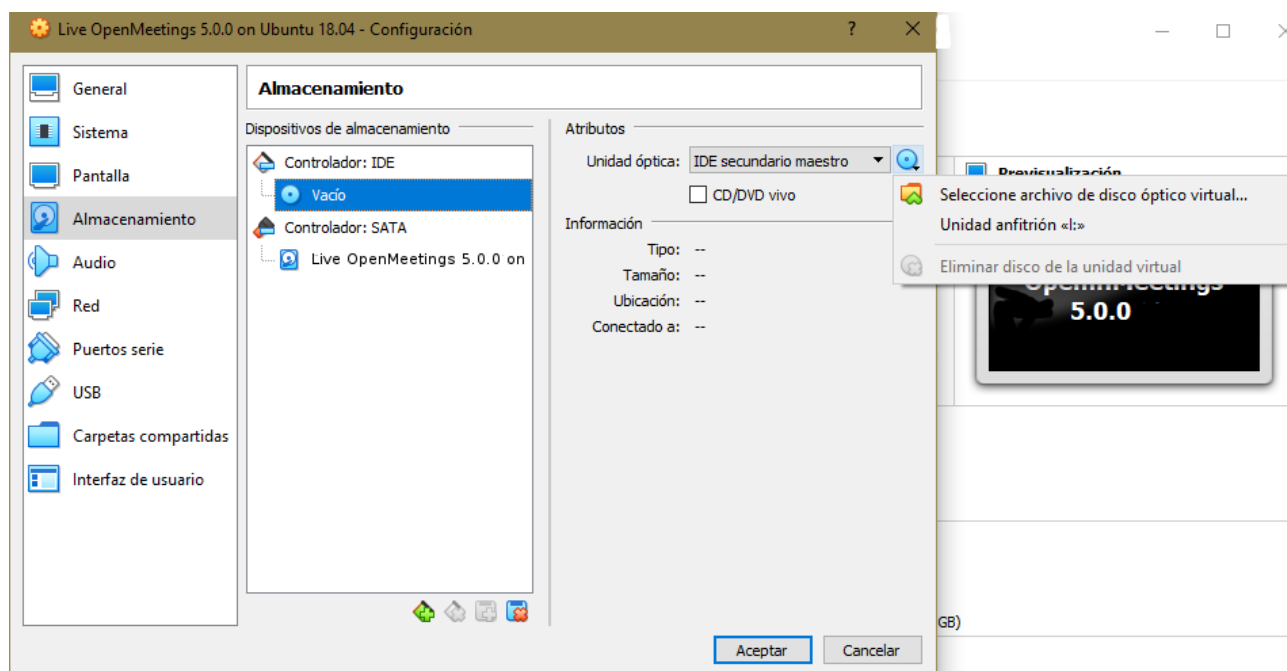 Live OpenMeetings 5.0.0 on Ubuntu 18.04 - Configuración
?
General
Sistema
Pantalla
Almacenamiento
Audio
Red
Puertos serie
USB
Carpetas compartidas
Interfaz de usuario
Almacenamiento
Dispositivos de almacenamiento
Controlador: IDE
Vacío
Controlador: SATA
Live OpenMeetings 5.0.0 on
Atributos
Unidad óptica: IDE secundario maestro
CD/DVD vivo
Información
Tipo: --
Tamaño: --
Ubicación: --
Conectado a: --
Previsualización
Seleccione archivo de disco óptico virtual...
Unidad anfitrión «I:»
Eliminar disco de la unidad virtual
5.0.0
GB)
Aceptar
Cancelar